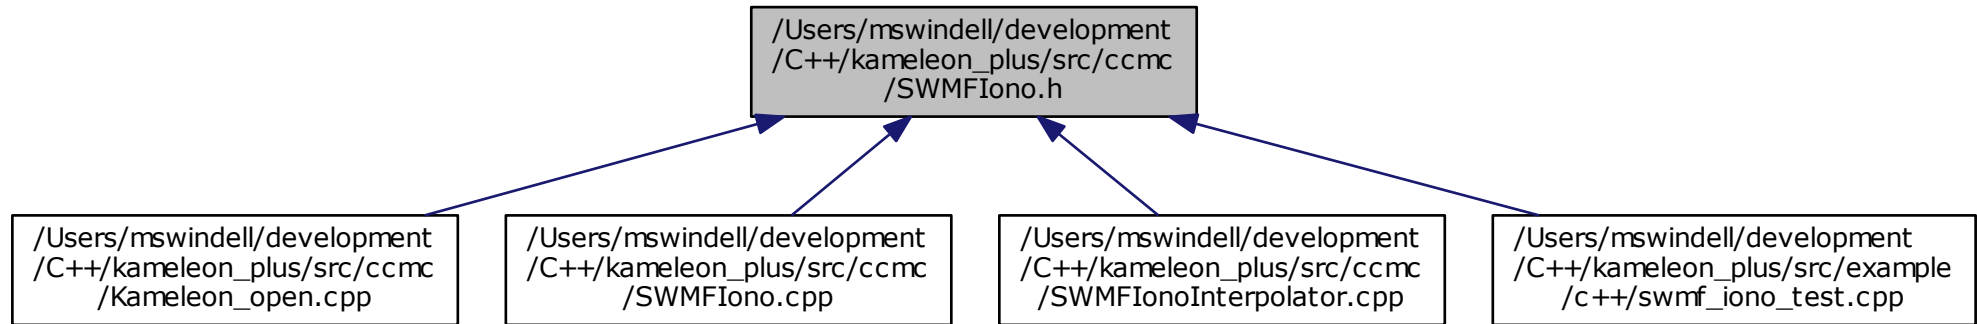 /Users/mswindell/development
/C++/kameleon_plus/src/ccmc
/SWMFIono.h
/Users/mswindell/development
/C++/kameleon_plus/src/ccmc
/Kameleon_open.cpp
/Users/mswindell/development
/C++/kameleon_plus/src/ccmc
/SWMFIono.cpp
/Users/mswindell/development
/C++/kameleon_plus/src/ccmc
/SWMFIonoInterpolator.cpp
/Users/mswindell/development
/C++/kameleon_plus/src/example
/c++/swmf_iono_test.cpp